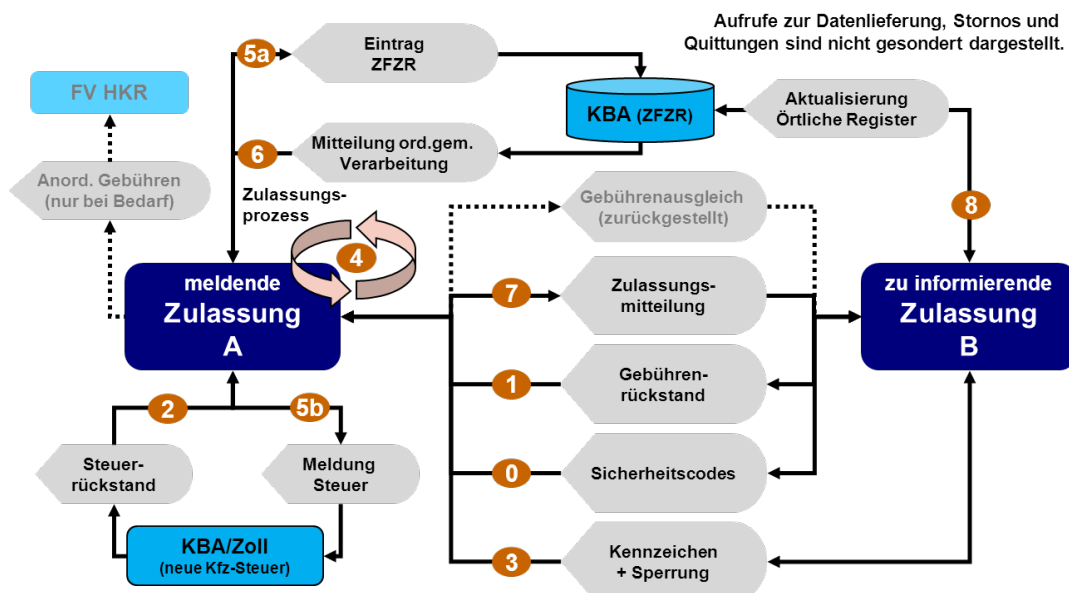 Aufrufe zur Datenlieferung, Stornos und
Quittungen sind nicht gesondert dargestellt.
5a
Eintrag
ZFZR
FV HKR
KBA (ZFZR)
Aktualisierung
Örtliche Register
6
Mitteilung ord.gem.
Verarbeitung
Anord. Gebühren
(nur bei Bedarf)
Zulassungs-
prozess
4
Gebührenausgleich
(zurückgestellt)
8
meldende
Zulassung
A
7
Zulassungs-
mitteilung
zu informierende
Zulassung
B
1
Gebühren-
rückstand
2
5b
Steuer-
rückstand
Meldung
Steuer
0
Sicherheitscodes
KBA/Zoll
(neue Kfz-Steuer)
3
Kennzeichen
+ Sperrung